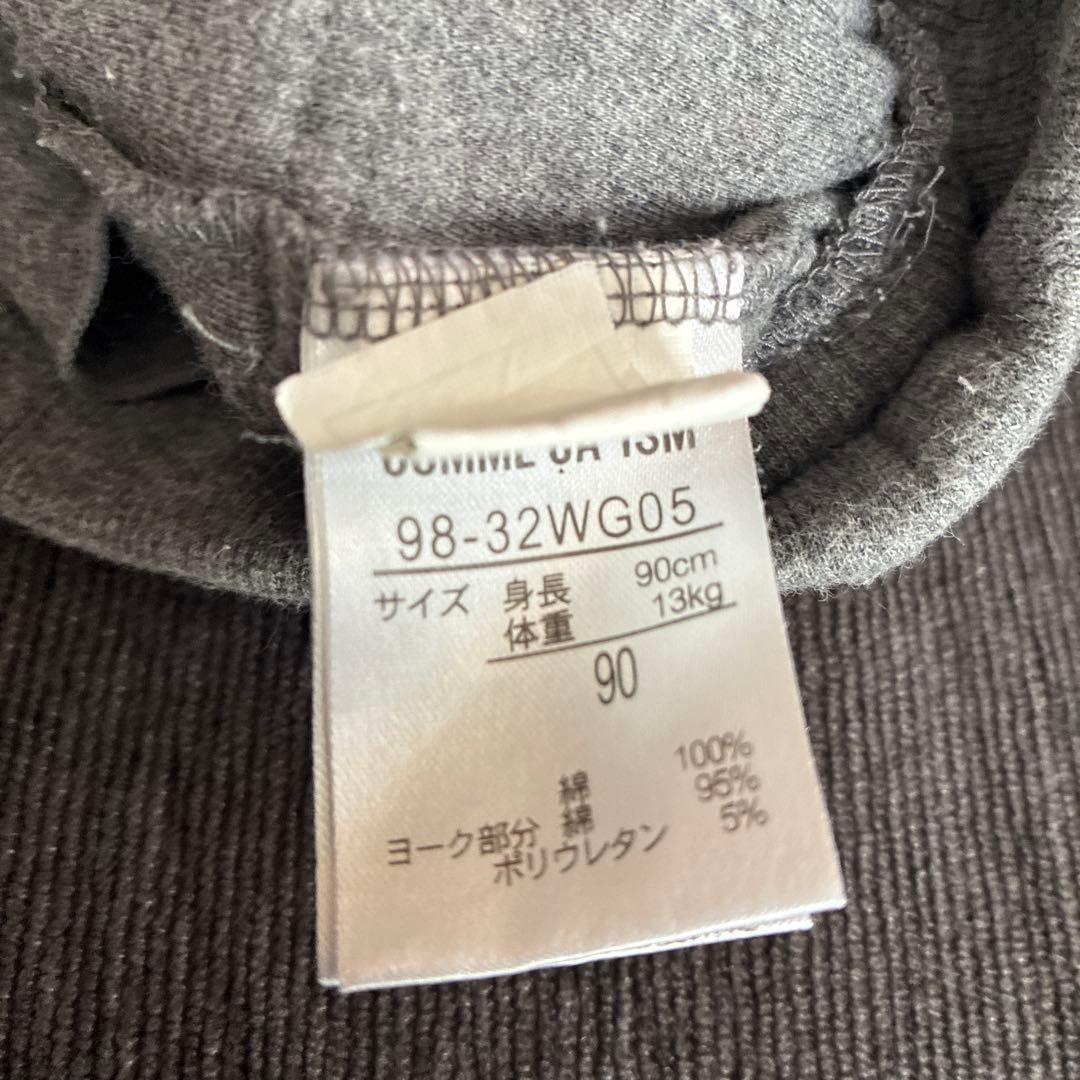 COMME ÇA ISM
98-32WG05
サイズ 身長 90cm
体重 13kg
90
綿 100%
ヨーク部分 綿 95%
ポリウレタン 5%